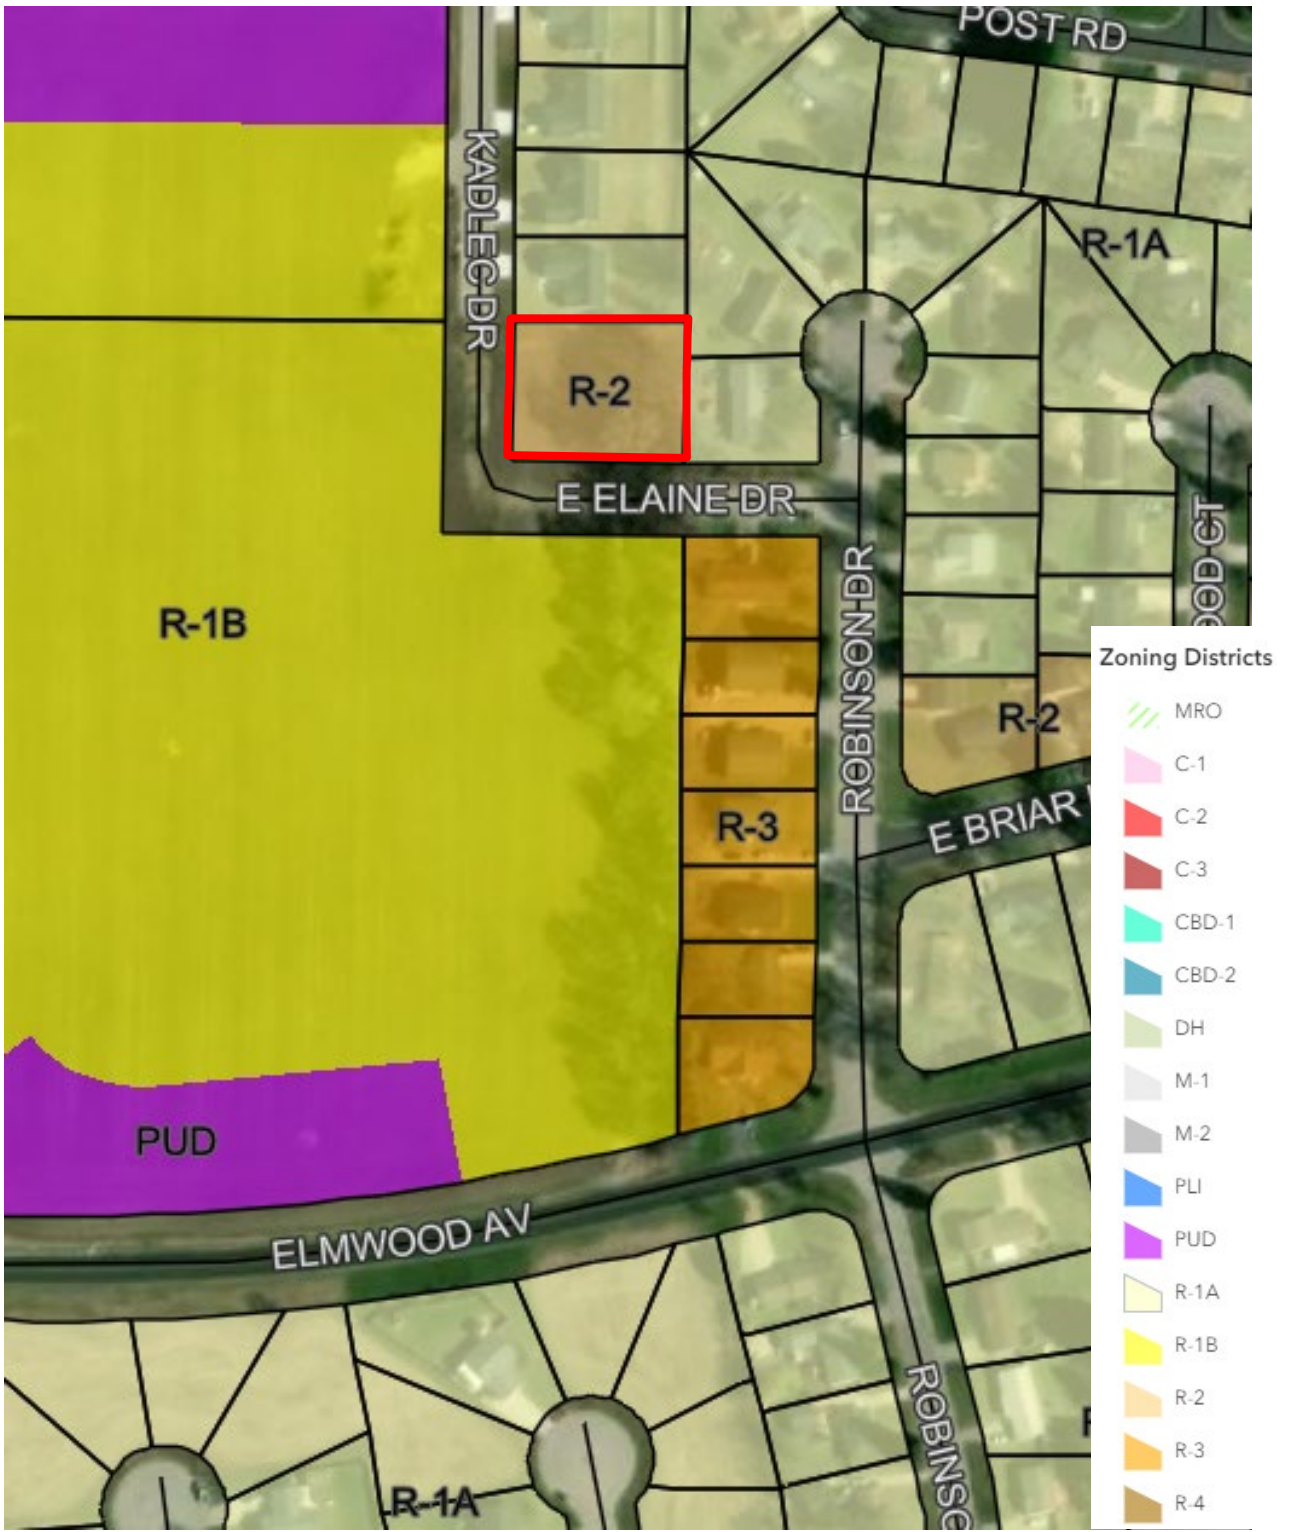 POST RD
KADLEC DR
R-1A
R-2
E ELAINE DR
ROBINSON DR
R-1B
R-2
R-3
E BRIAR
PUD
ELMWOOD AV
R-1A
Zoning Districts
MRO
C-1
C-2
C-3
CBD-1
CBD-2
DH
M-1
M-2
PLI
PUD
R-1A
R-1B
R-2
R-3
R-4